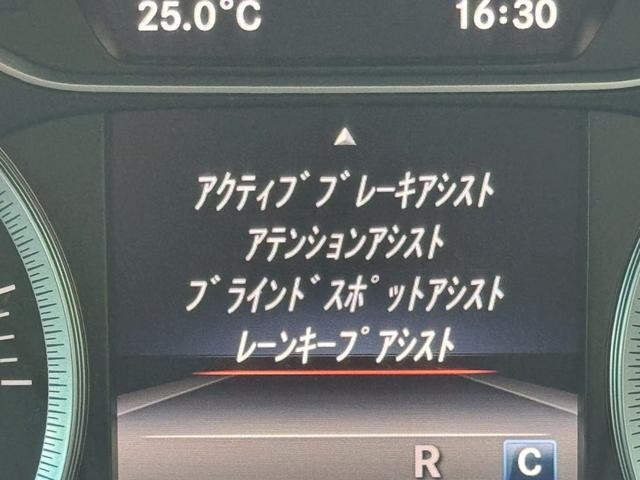 25.0°C 16:30
アクティブブレーキアシスト
アテンションアシスト
ブラインドスポットアシスト
レーンキープアシスト
R C